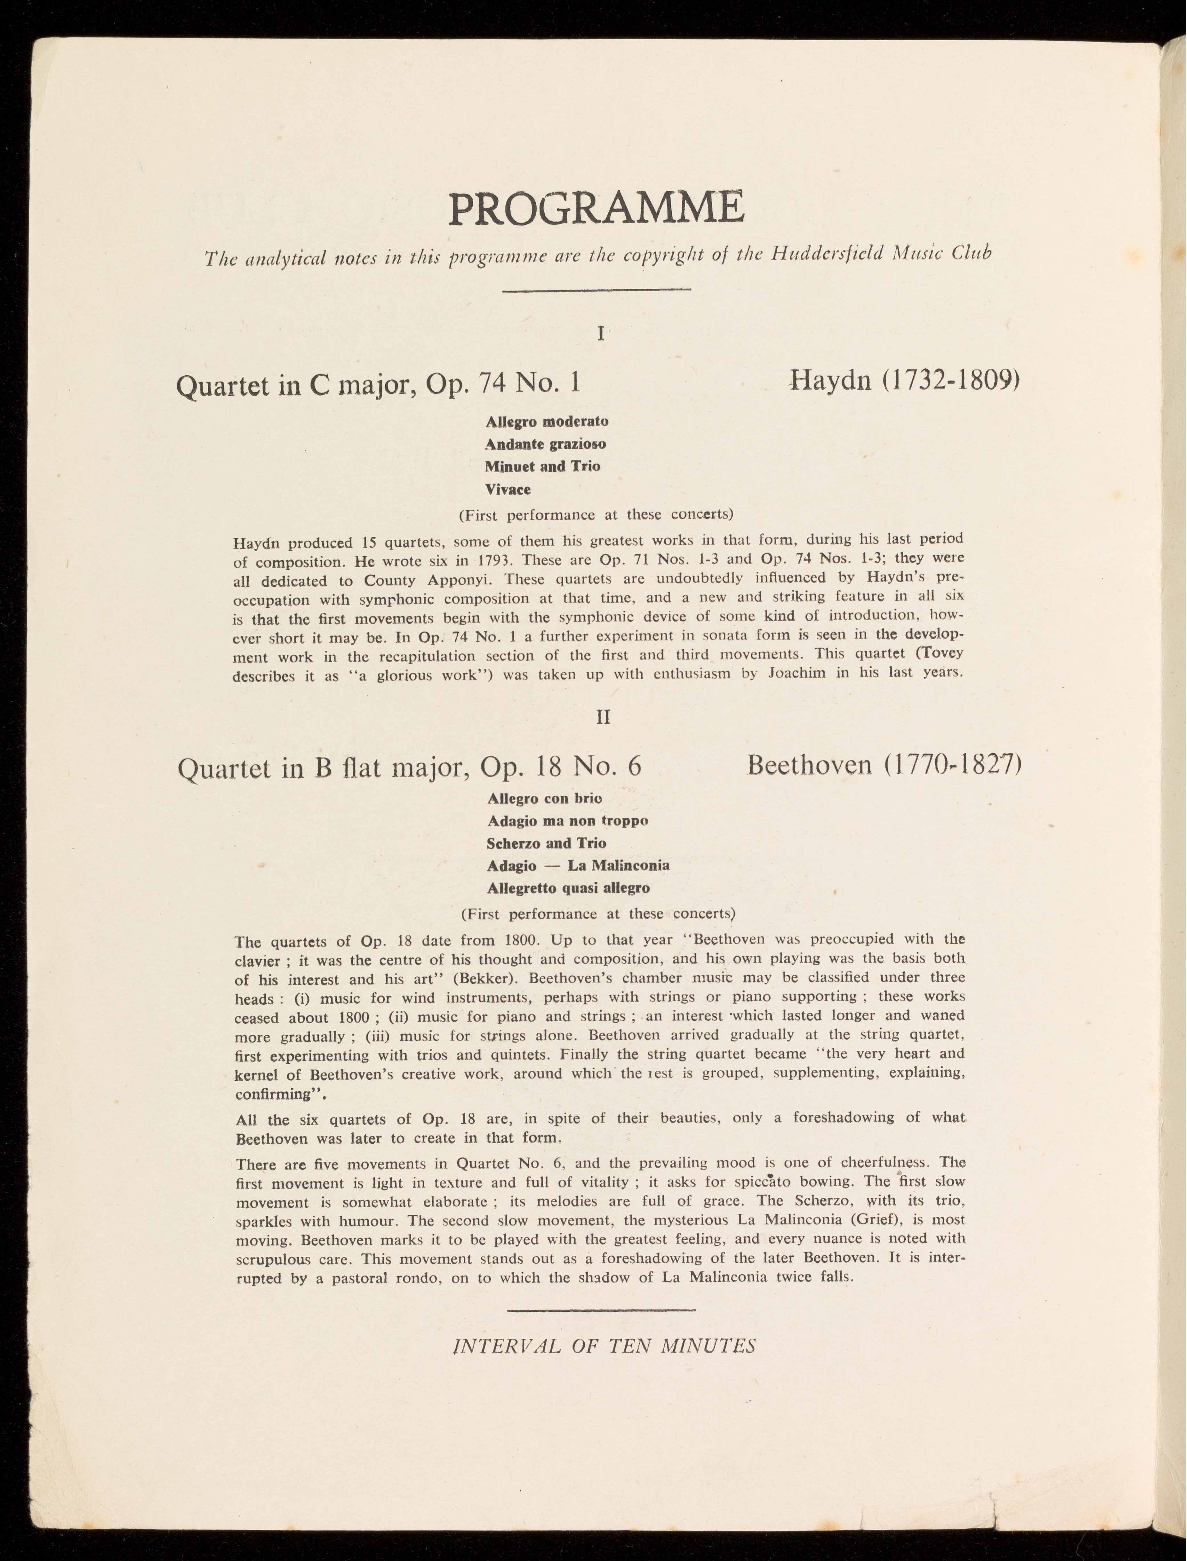 PROGRAMME
The analytical notes in this programme are the copyright of the Huddersfield Music Club
I
Quartet in C major, Op. 74 No. 1 Haydn (1732-1809)
Allegro moderato
Andante grazioso
Minuet and Trio
Vivace
(First performance at these concerts)
Haydn produced 15 quartets, some of them his greatest works in that form, during his last period
of composition. He wrote six in 1793. These are Op. 71 Nos. 1-3 and Op. 74 Nos. 1-3; they were
all dedicated to County Apponyi. These quartets are undoubtedly influenced by Haydn's pre-
occupation with symphonic composition at that time, and a new and striking feature in all six
is that the first movements begin with the symphonic device of some kind of introduction, how-
ever short it may be. In Op. 74 No. 1 a further experiment in sonata form is seen in the develop-
ment work in the recapitulation section of the first and third movements. This quartet (Tovey
describes it as "a glorious work") was taken up with enthusiasm by Joachim in his last years.
II
Quartet in B flat major, Op. 18 No. 6 Beethoven (1770-1827)
Allegro con brio
Adagio ma non troppo
Scherzo and Trio
Adagio — La Malinconia
Allegretto quasi allegro
(First performance at these concerts)
The quartets of Op. 18 date from 1800. Up to that year "Beethoven was preoccupied with the
clavier ; it was the centre of his thought and composition, and his own playing was the basis both
of his interest and his art" (Bekker). Beethoven's chamber music may be classified under three
heads : (i) music for wind instruments, perhaps with strings or piano supporting ; these works
ceased about 1800 ; (ii) music for piano and strings ; an interest which lasted longer and waned
more gradually ; (iii) music for strings alone. Beethoven arrived gradually at the string quartet,
first experimenting with trios and quintets. Finally the string quartet became "the very heart and
kernel of Beethoven's creative work, around which the rest is grouped, supplementing, explaining,
confirming".
All the six quartets of Op. 18 are, in spite of their beauties, only a foreshadowing of what
Beethoven was later to create in that form.
There are five movements in Quartet No. 6, and the prevailing mood is one of cheerfulness. The
first movement is light in texture and full of vitality ; it asks for spiccato bowing. The first slow
movement is somewhat elaborate ; its melodies are full of grace. The Scherzo, with its trio,
sparkles with humour. The second slow movement, the mysterious La Malinconia (Grief), is most
moving. Beethoven marks it to be played with the greatest feeling, and every nuance is noted with
scrupulous care. This movement stands out as a foreshadowing of the later Beethoven. It is inter-
rupted by a pastoral rondo, on to which the shadow of La Malinconia twice falls.
INTERVAL OF TEN MINUTES